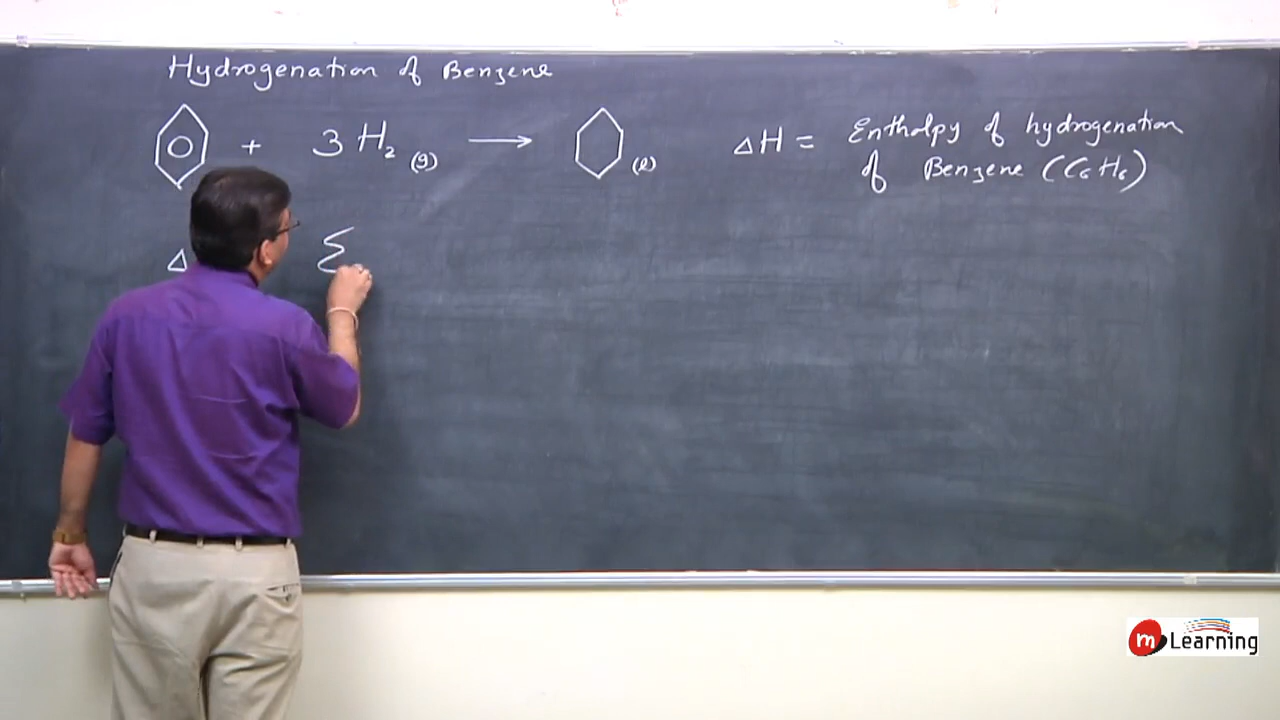 Hydrogenation of Benzene
+ 3 H₂ (g) ⟶ (l) ΔH = Enthalpy of hydrogenation
of Benzene (C₆H₆)
Δ Σ
m Learning